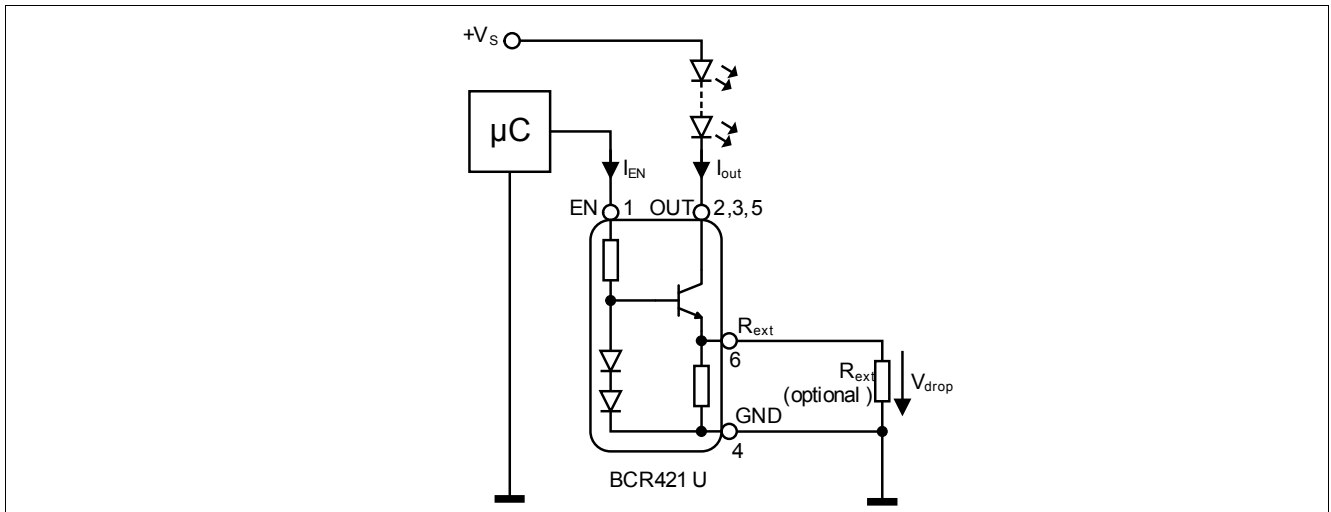 +VS
µC
IEN
Iout
EN 1 OUT 2,3,5
Rext
6
Rext
(optional)
Vdrop
GND
4
BCR421 U